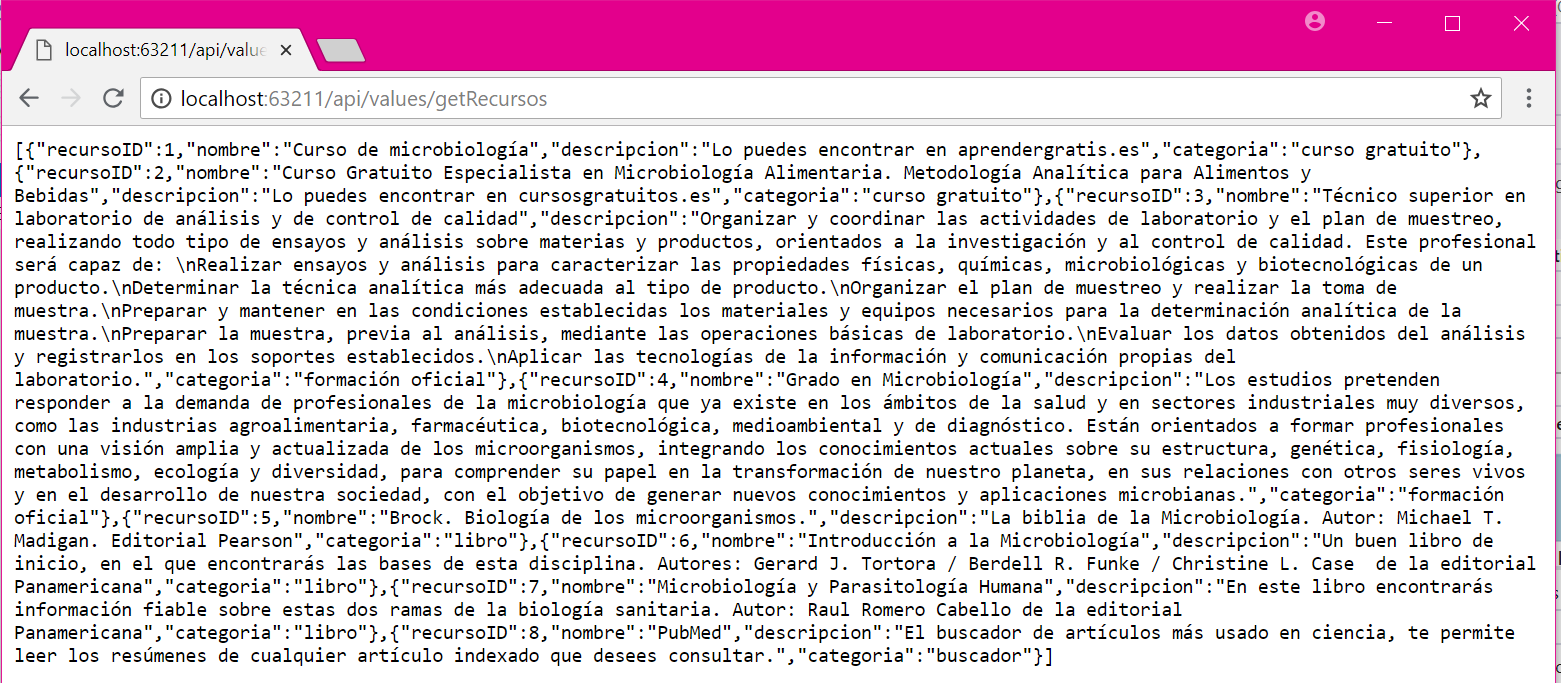 localhost:63211/api/value
localhost:63211/api/values/getRecursos
[{"recursoID":1,"nombre":"Curso de microbiología","descripcion":"Lo puedes encontrar en aprendergratis.es","categoria":"curso gratuito"},
{"recursoID":2,"nombre":"Curso Gratuito Especialista en Microbiología Alimentaria. Metodología Analítica para Alimentos y
Bebidas","descripcion":"Lo puedes encontrar en cursosgratuitos.es","categoria":"curso gratuito"},{"recursoID":3,"nombre":"Técnico superior en
laboratorio de análisis y de control de calidad","descripcion":"Organizar y coordinar las actividades de laboratorio y el plan de muestreo,
realizando todo tipo de ensayos y análisis sobre materias y productos, orientados a la investigación y al control de calidad. Este profesional
será capaz de: \nRealizar ensayos y análisis para caracterizar las propiedades físicas, químicas, microbiológicas y biotecnológicas de un
producto.\nDeterminar la técnica analítica más adecuada al tipo de producto.\nOrganizar el plan de muestreo y realizar la toma de
muestra.\nPreparar y mantener en las condiciones establecidas los materiales y equipos necesarios para la determinación analítica de la
muestra.\nPreparar la muestra, previa al análisis, mediante las operaciones básicas de laboratorio.\nEvaluar los datos obtenidos del análisis
y registrarlos en los soportes establecidos.\nAplicar las tecnologías de la información y comunicación propias del
laboratorio.","categoria":"formación oficial"},{"recursoID":4,"nombre":"Grado en Microbiología","descripcion":"Los estudios pretenden
responder a la demanda de profesionales de la microbiología que ya existe en los ámbitos de la salud y en sectores industriales muy diversos,
como las industrias agroalimentaria, farmacéutica, biotecnológica, medioambiental y de diagnóstico. Están orientados a formar profesionales
con una visión amplia y actualizada de los microorganismos, integrando los conocimientos actuales sobre su estructura, genética, fisiología,
metabolismo, ecología y diversidad, para comprender su papel en la transformación de nuestro planeta, en sus relaciones con otros seres vivos
y en el desarrollo de nuestra sociedad, con el objetivo de generar nuevos conocimientos y aplicaciones microbianas.","categoria":"formación
oficial"},{"recursoID":5,"nombre":"Brock. Biología de los microorganismos.","descripcion":"La biblia de la Microbiología. Autor: Michael T.
Madigan. Editorial Pearson","categoria":"libro"},{"recursoID":6,"nombre":"Introducción a la Microbiología","descripcion":"Un buen libro de
inicio, en el que encontrarás las bases de esta disciplina. Autores: Gerard J. Tortora / Berdell R. Funke / Christine L. Case  de la editorial
Panamericana","categoria":"libro"},{"recursoID":7,"nombre":"Microbiología y Parasitología Humana","descripcion":"En este libro encontrarás
información fiable sobre estas dos ramas de la biología sanitaria. Autor: Raul Romero Cabello de la editorial
Panamericana","categoria":"libro"},{"recursoID":8,"nombre":"PubMed","descripcion":"El buscador de artículos más usado en ciencia, te permite
leer los resúmenes de cualquier artículo indexado que desees consultar.","categoria":"buscador"}]